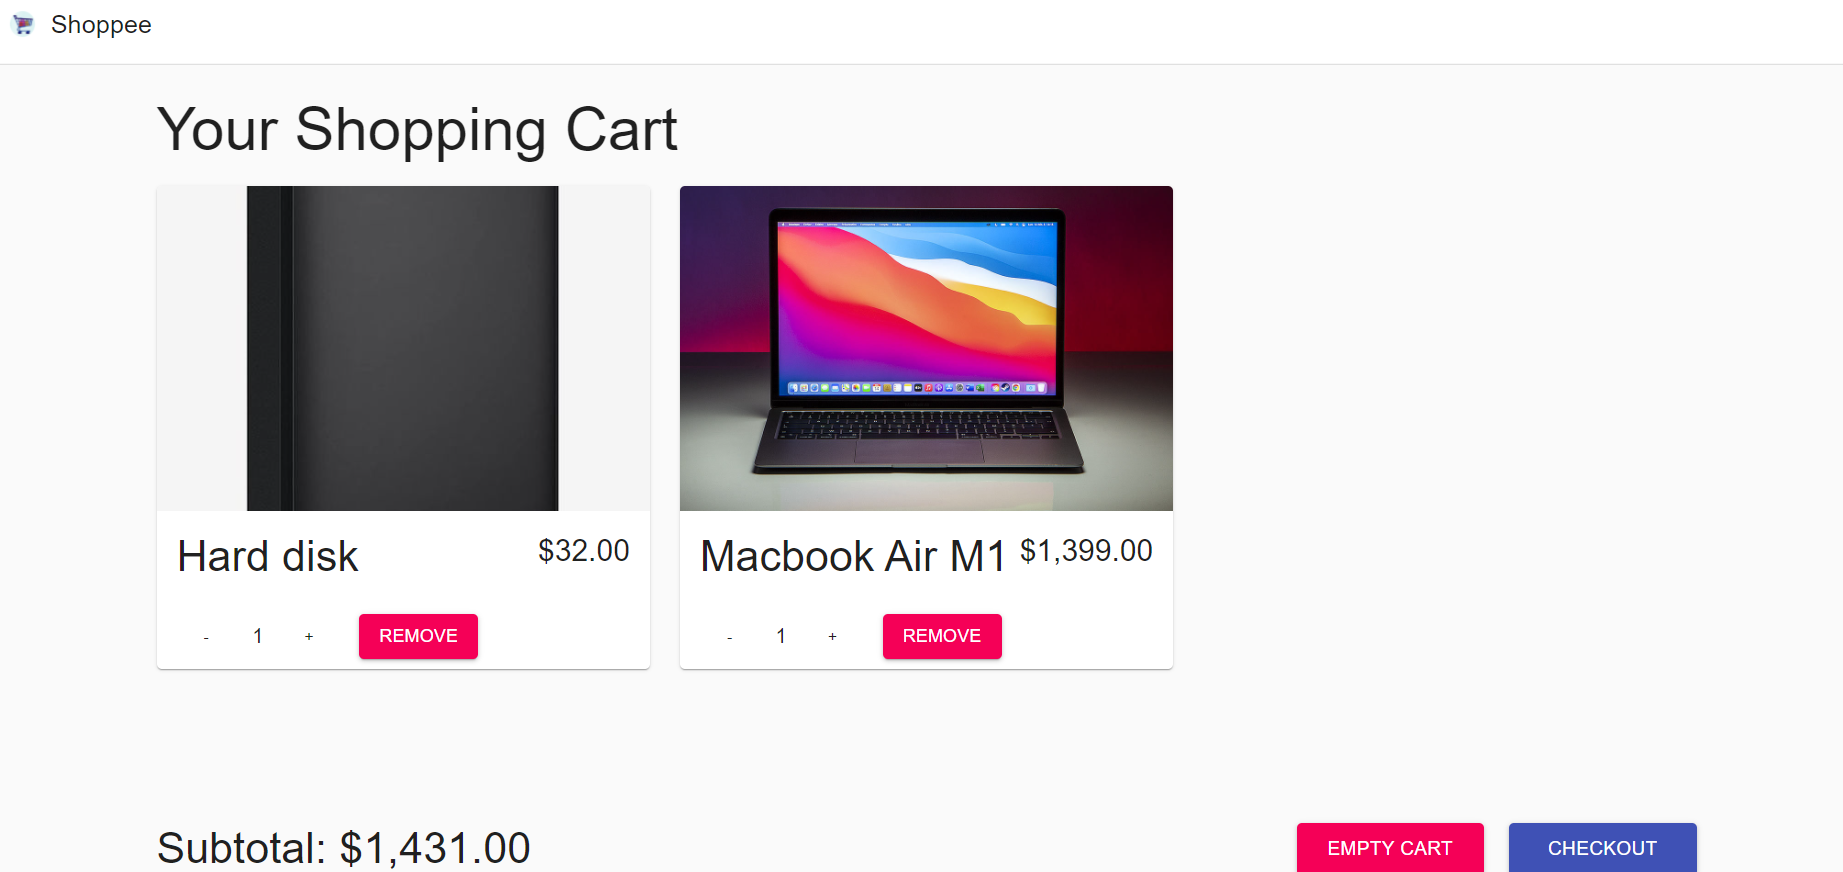 Shoppee
Your Shopping Cart
Hard disk $32.00
- 1 + REMOVE
Macbook Air M1 $1,399.00
- 1 + REMOVE
Subtotal: $1,431.00
EMPTY CART CHECKOUT